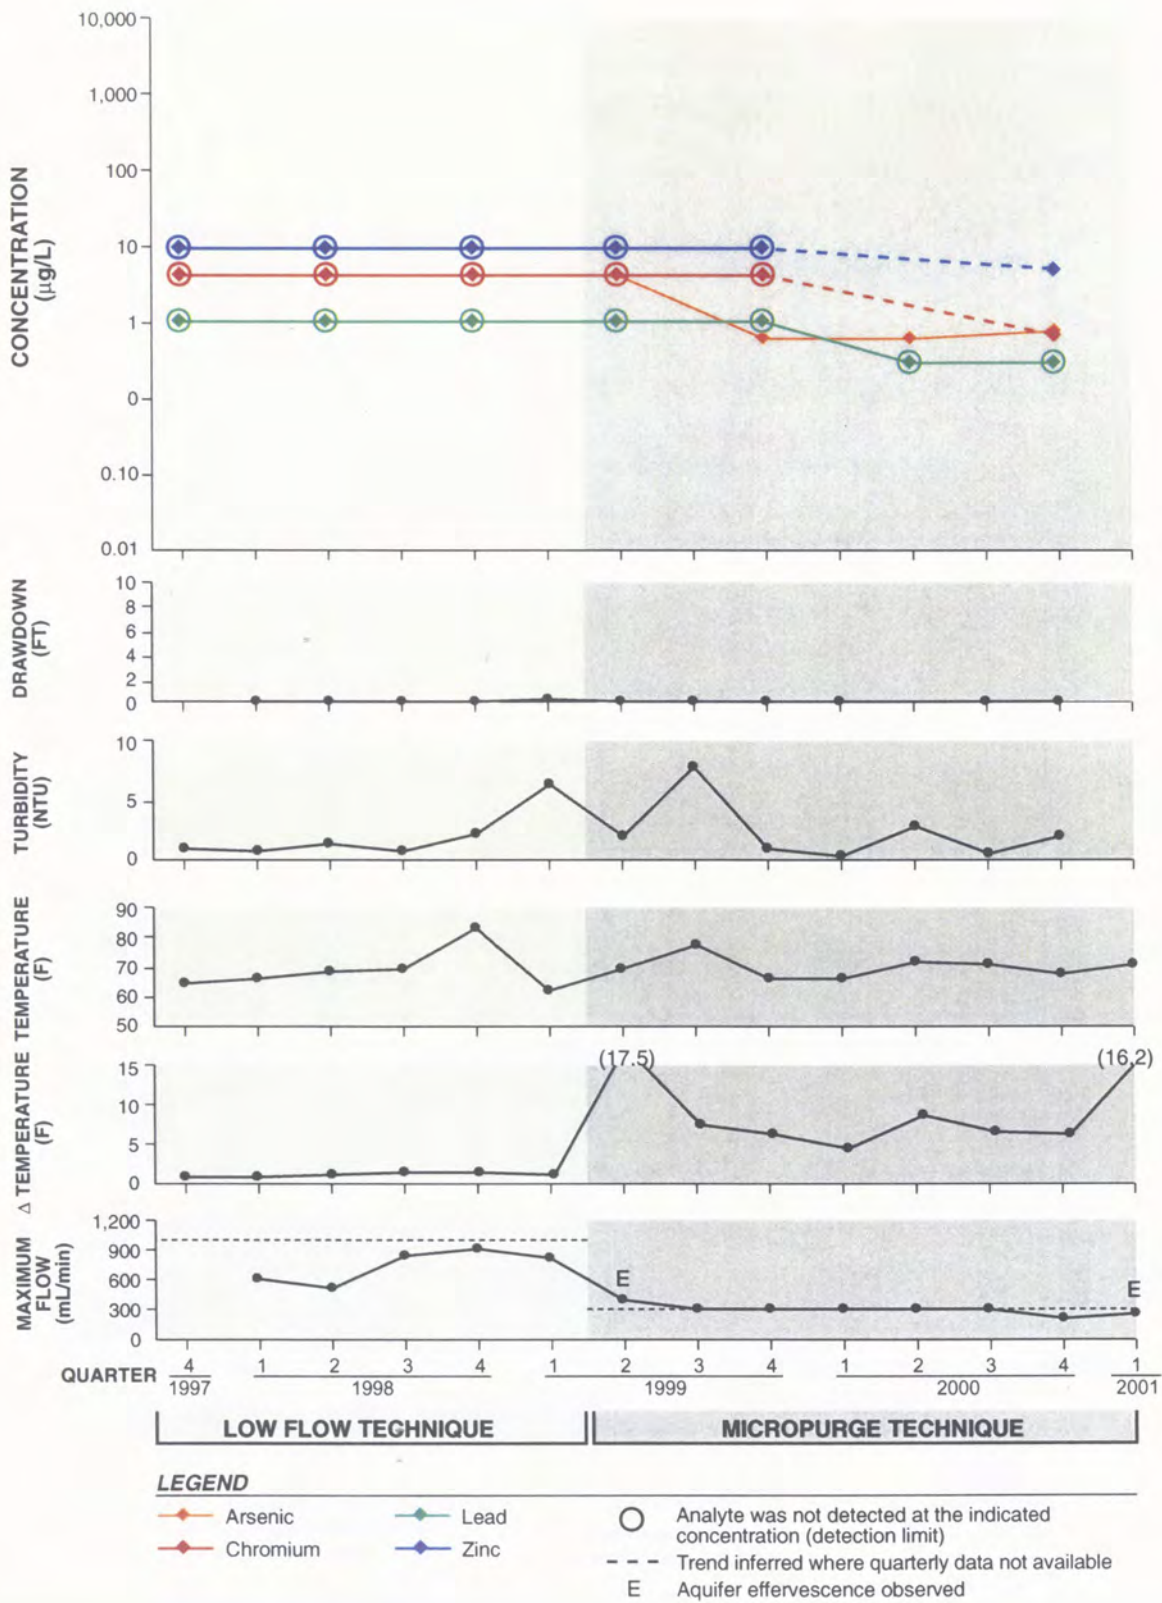 10,000
1,000
100
10
1
0
0.10
0.01
CONCENTRATION
(µg/L)
10
8
6
4
2
0
DRAWDOWN
(FT)
10
5
0
TURBIDITY
(NTU)
90
80
70
60
50
TEMPERATURE
(F)
(17.5)
(16.2)
15
10
5
0
Δ TEMPERATURE
(F)
1,200
900
600
300
0
MAXIMUM
FLOW
(mL/min)
E
E
QUARTER
4 1 2 3 4 1 2 3 4 1 2 3 4 1
1997 1998 1999 2000 2001
LOW FLOW TECHNIQUE
MICROPURGE TECHNIQUE
LEGEND
Arsenic
Chromium
Lead
Zinc
Analyte was not detected at the indicated
concentration (detection limit)
Trend inferred where quarterly data not available
E Aquifer effervescence observed